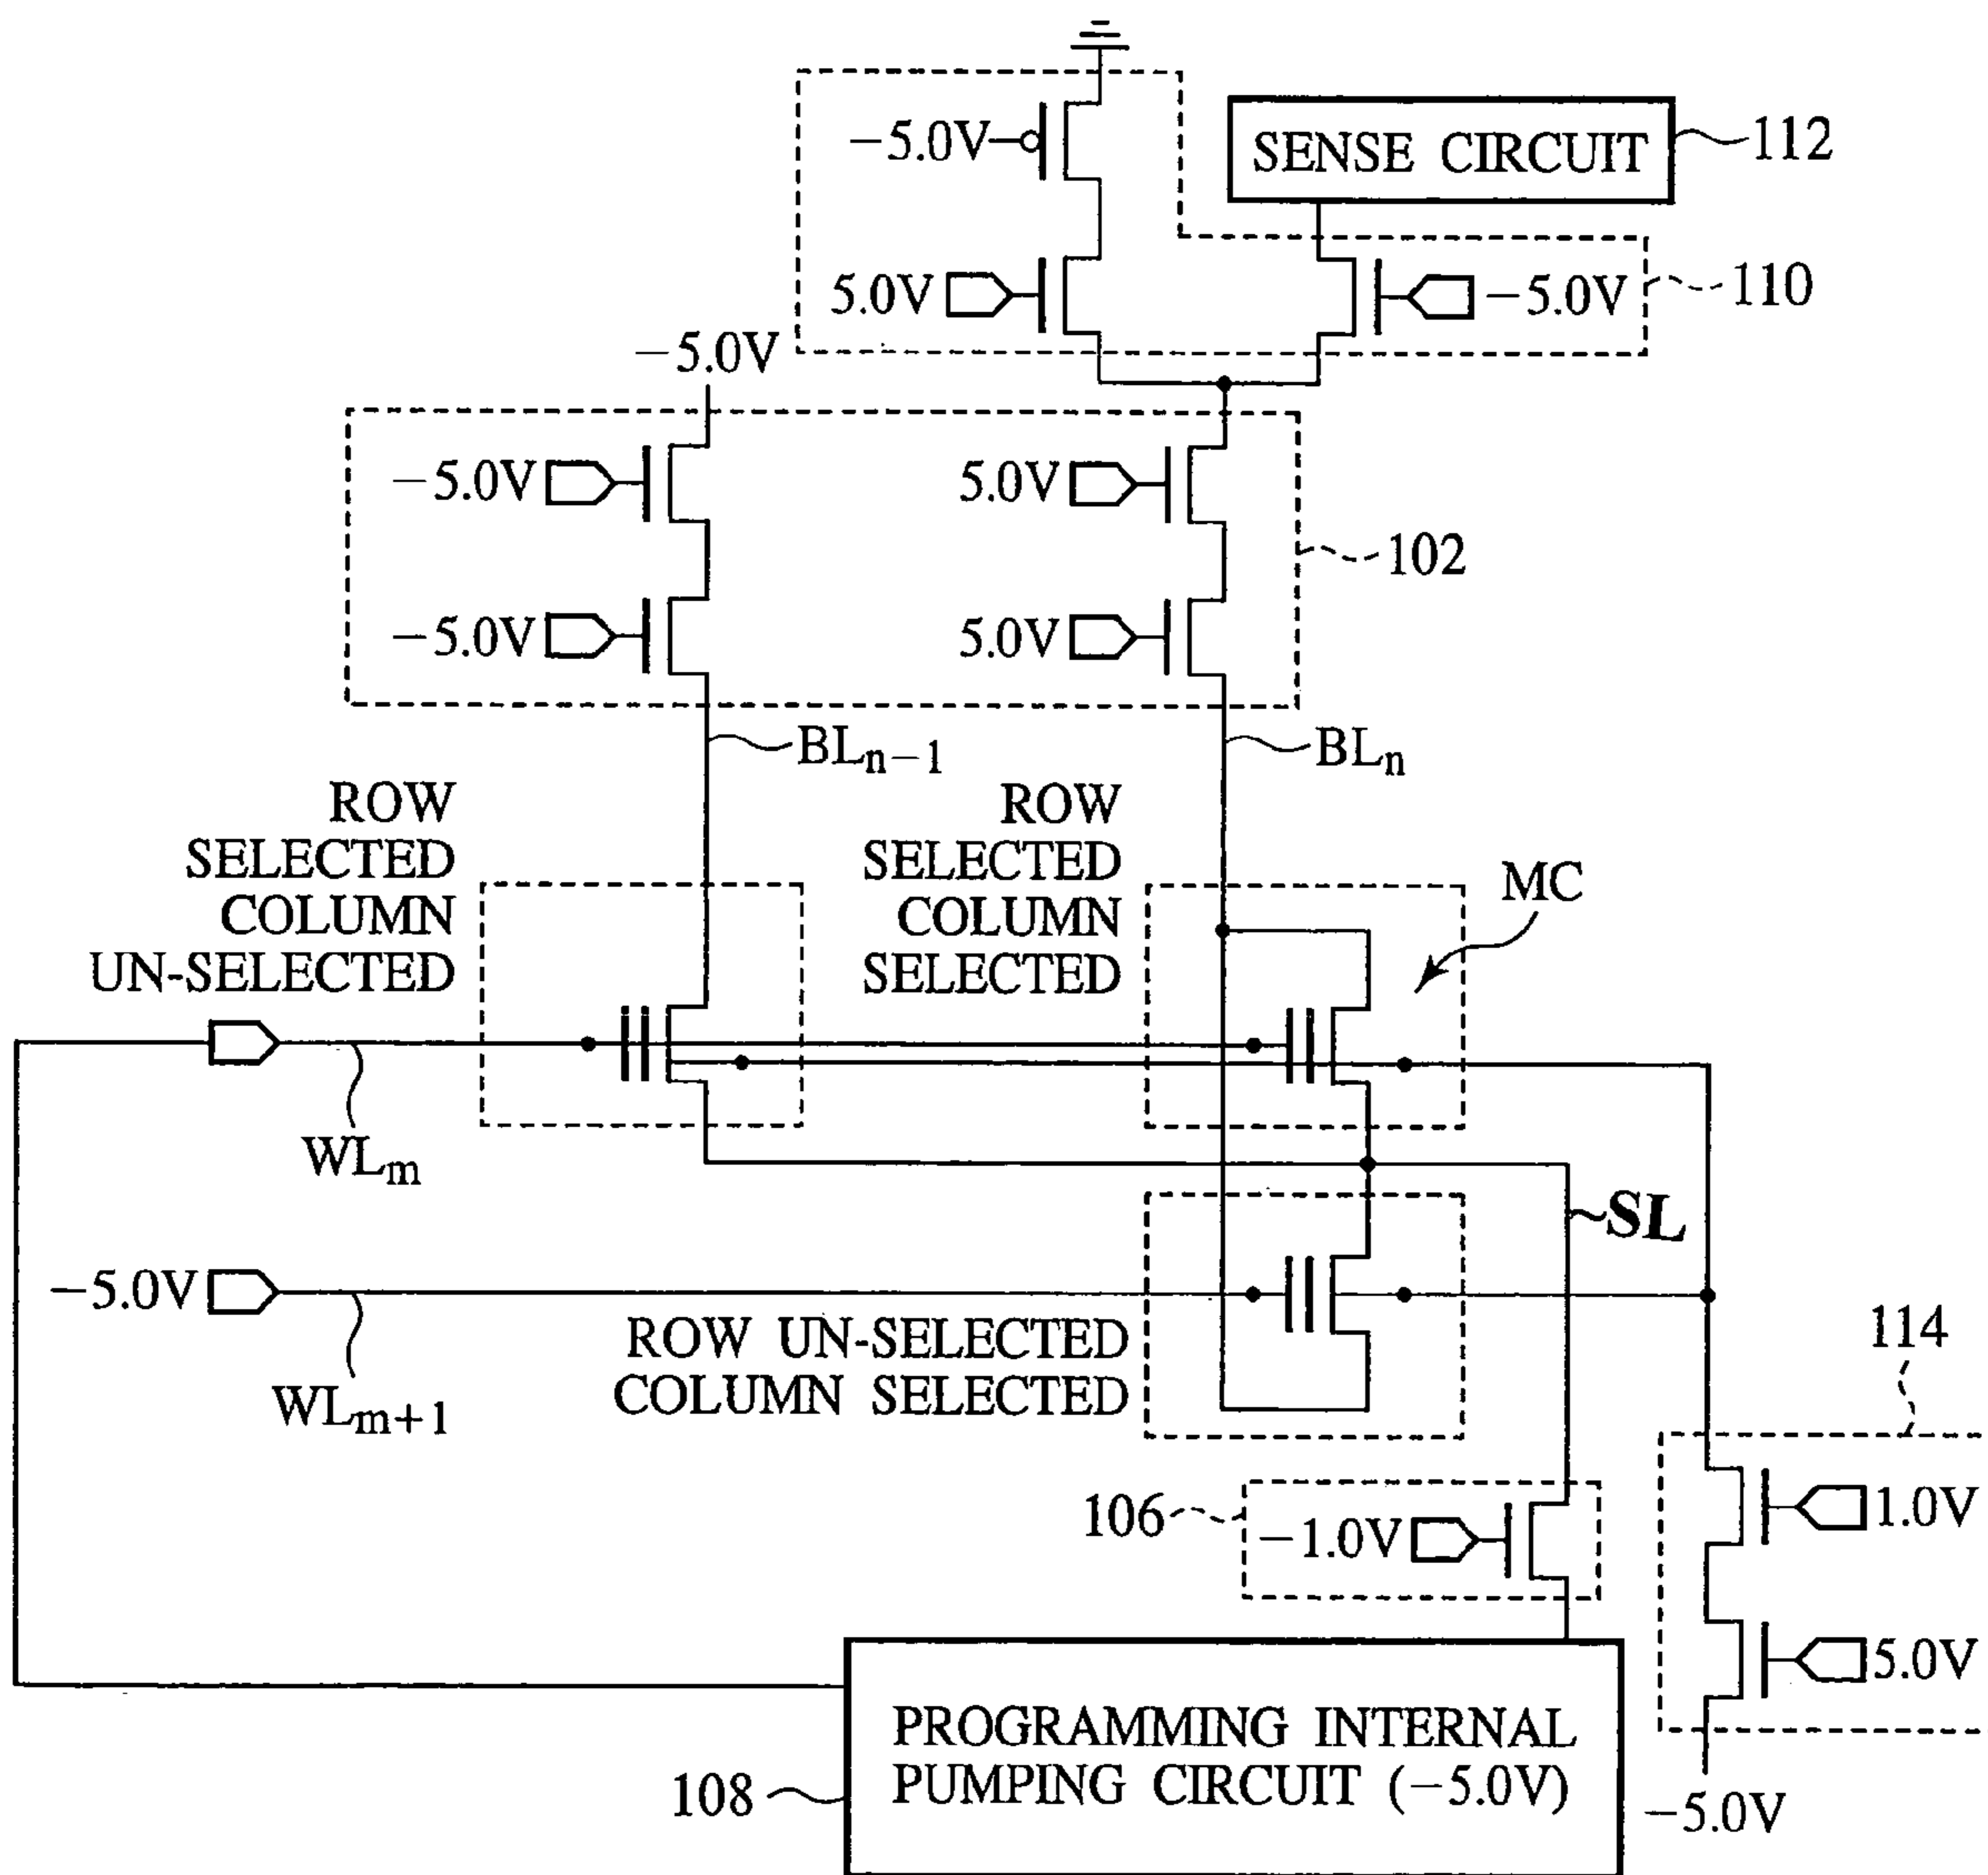 −5.0V
SENSE CIRCUIT
112
5.0V
−5.0V
110
−5.0V
−5.0V
5.0V
102
−5.0V
5.0V
BLn−1
BLn
ROW
SELECTED
COLUMN
UN-SELECTED
ROW
SELECTED
COLUMN
SELECTED
MC
WLm
SL
−5.0V
ROW UN-SELECTED
COLUMN SELECTED
WLm+1
114
106
−1.0V
1.0V
5.0V
PROGRAMMING INTERNAL
PUMPING CIRCUIT (−5.0V)
108
−5.0V